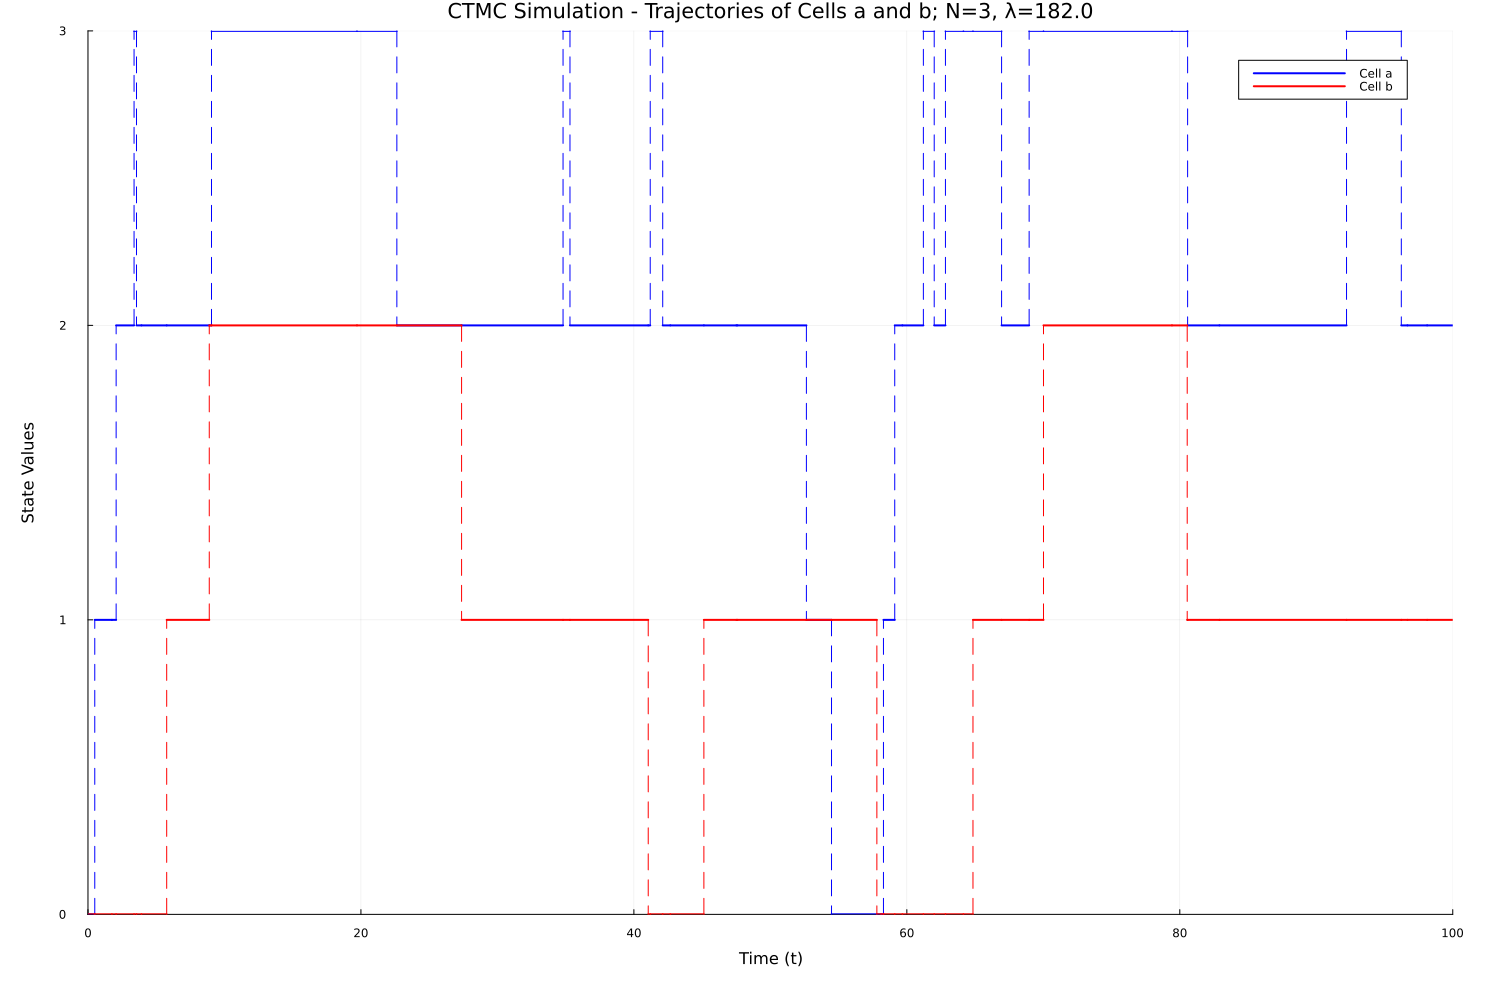 CTMC Simulation - Trajectories of Cells a and b; N=3, λ=182.0
3
Cell a
Cell b
2
State Values
1
0
0 20 40 60 80 100
Time (t)